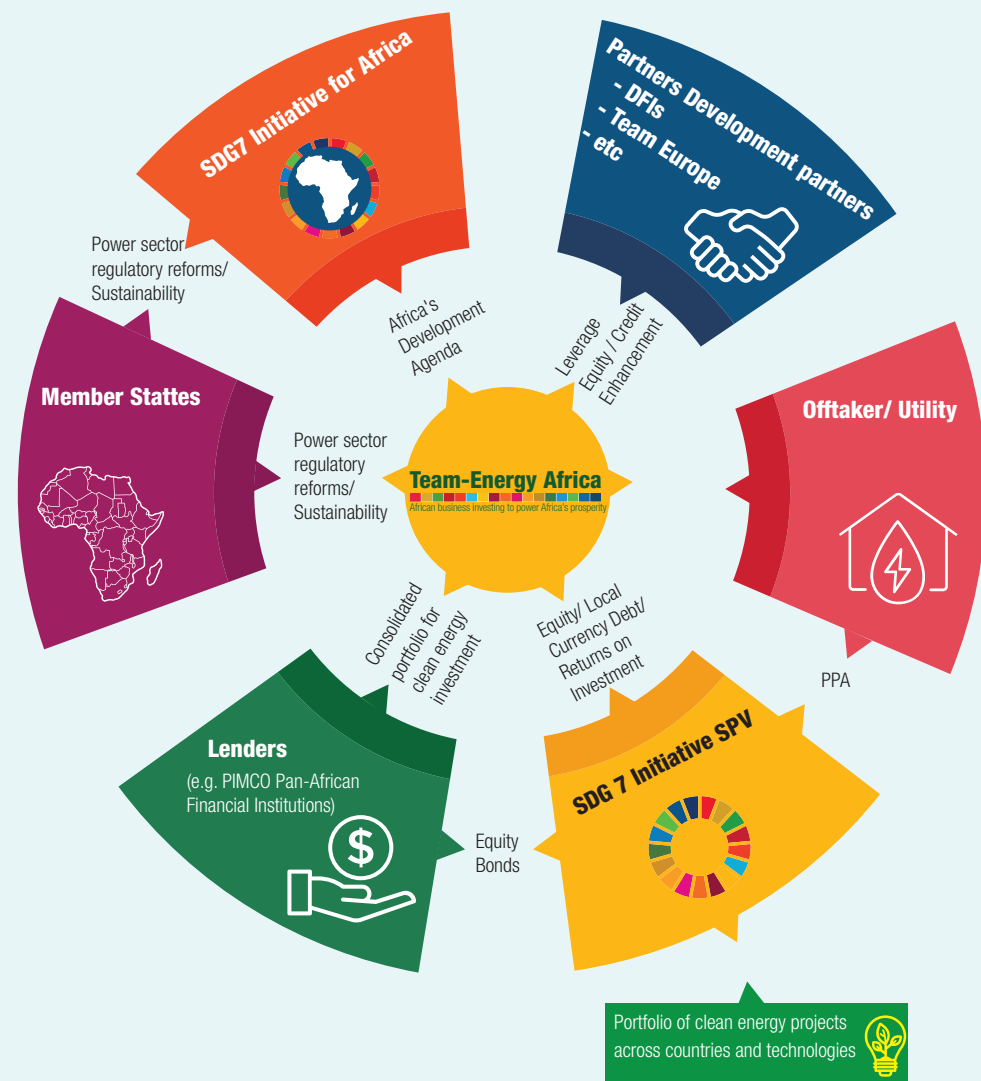 SDG7 Initiative for Africa
Partners Development partners
- DFIs
- Team Europe
- etc
Power sector
regulatory reforms/
Sustainability
Africa's
Development
Agenda
Leverage
Equity / Credit
Enhancement
Member Stattes
Offtaker/ Utility
Power sector
regulatory
reforms/
Sustainability
Team-Energy Africa
African business investing to power Africa's prosperity
Consolidated
portfolio for
clean energy
investment
Equity/ Local
Currency Debt/
Returns on
Investment
PPA
Lenders
(e.g. PIMCO Pan-African
Financial Institutions)
$
SDG 7 Initiative SPV
Equity
Bonds
Portfolio of clean energy projects
across countries and technologies